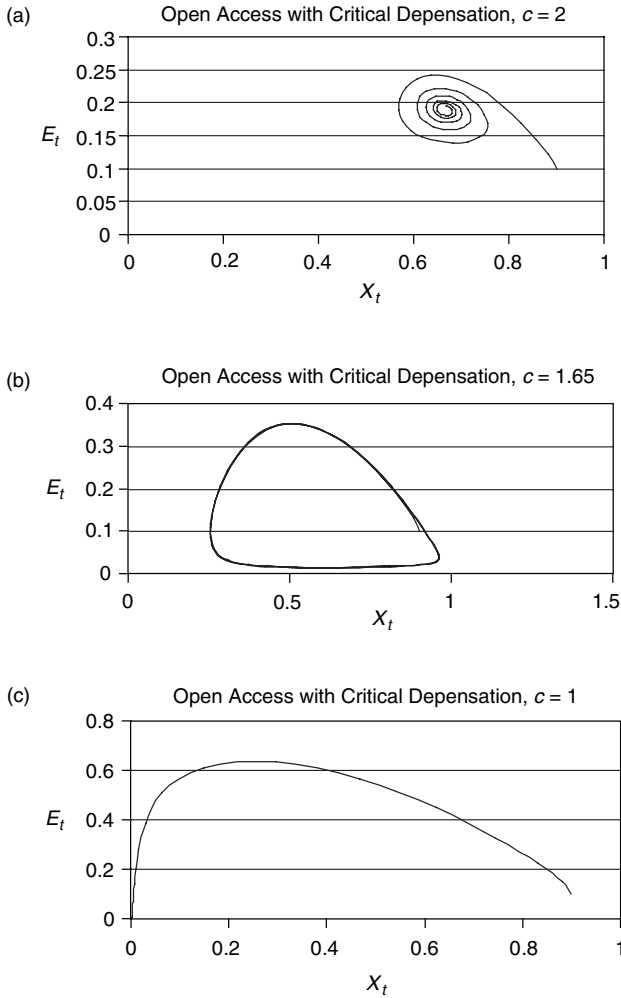 (a)
Open Access with Critical Depensation, c = 2
0.3
0.25
0.2
0.15
0.1
0.05
0
E_t
0 0.2 0.4 0.6 0.8 1
X_t
(b)
Open Access with Critical Depensation, c = 1.65
0.4
0.3
0.2
0.1
0
E_t
0 0.5 1 1.5
X_t
(c)
Open Access with Critical Depensation, c = 1
0.8
0.6
0.4
0.2
0
E_t
0 0.2 0.4 0.6 0.8 1
X_t